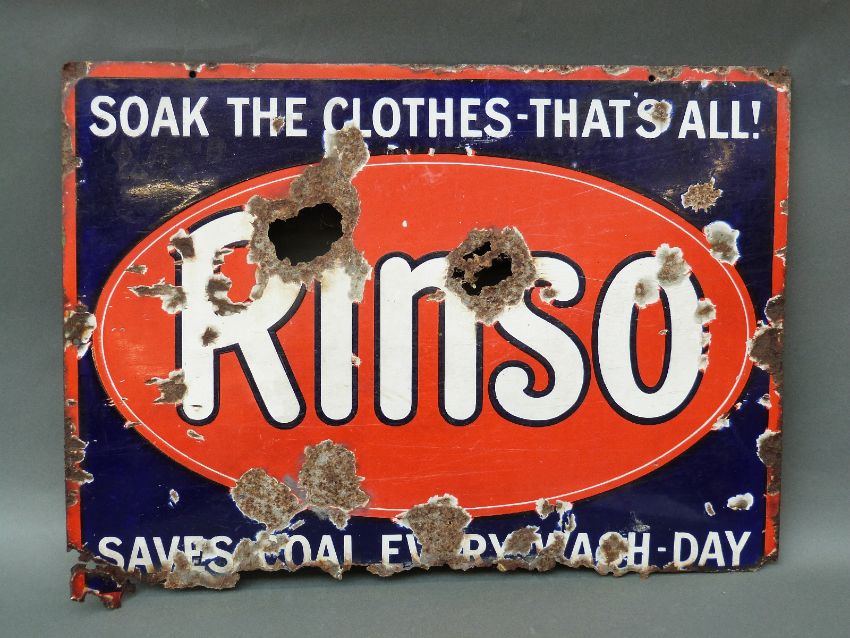 SOAK THE CLOTHES-THAT'S ALL!
Rinso
SAVES COAL EVERY WASH-DAY